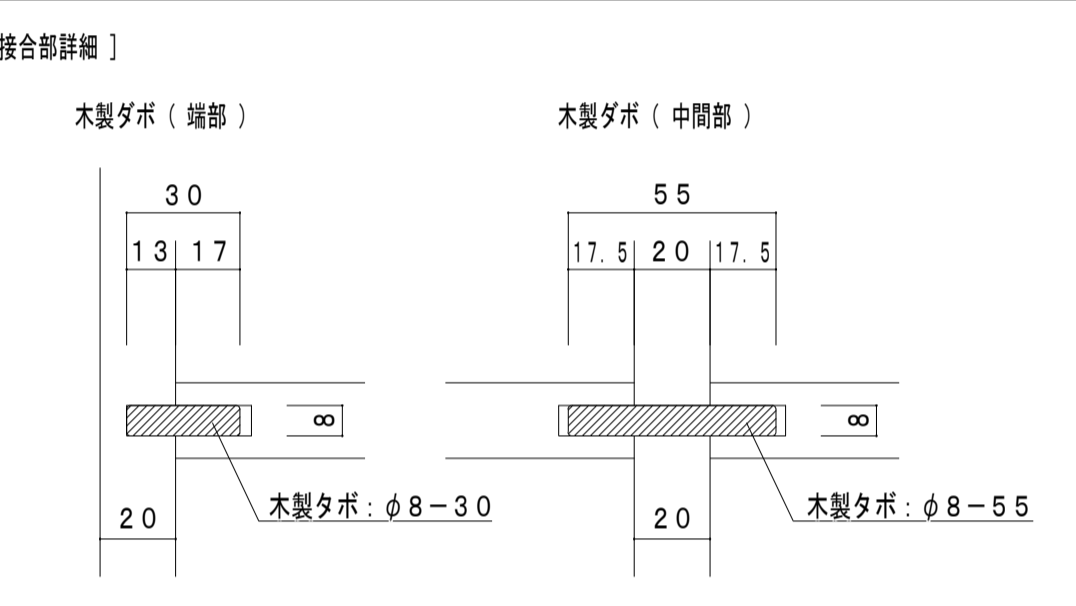 接合部詳細 ]
木製ダボ（ 端部 ）
木製ダボ（ 中間部 ）
30
13 17
55
17.5 20 17.5
8
8
木製タボ：φ8－30
木製タボ：φ8－55
20
20